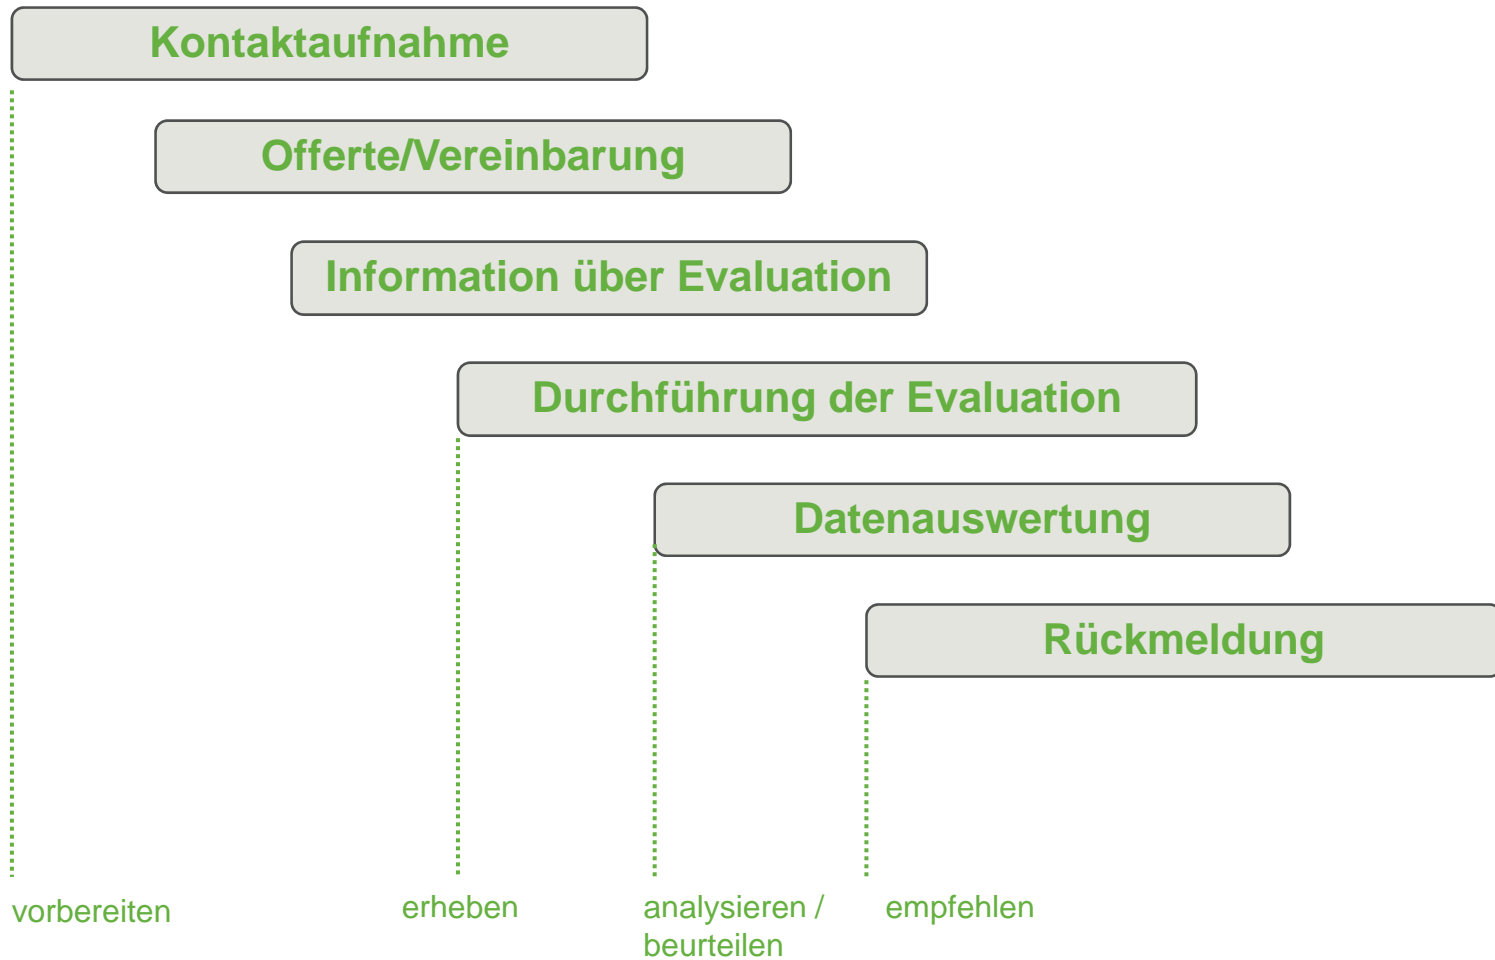 Kontaktaufnahme
Offerte/Vereinbarung
Information über Evaluation
Durchführung der Evaluation
Datenauswertung
Rückmeldung
vorbereiten
erheben
analysieren /
beurteilen
empfehlen